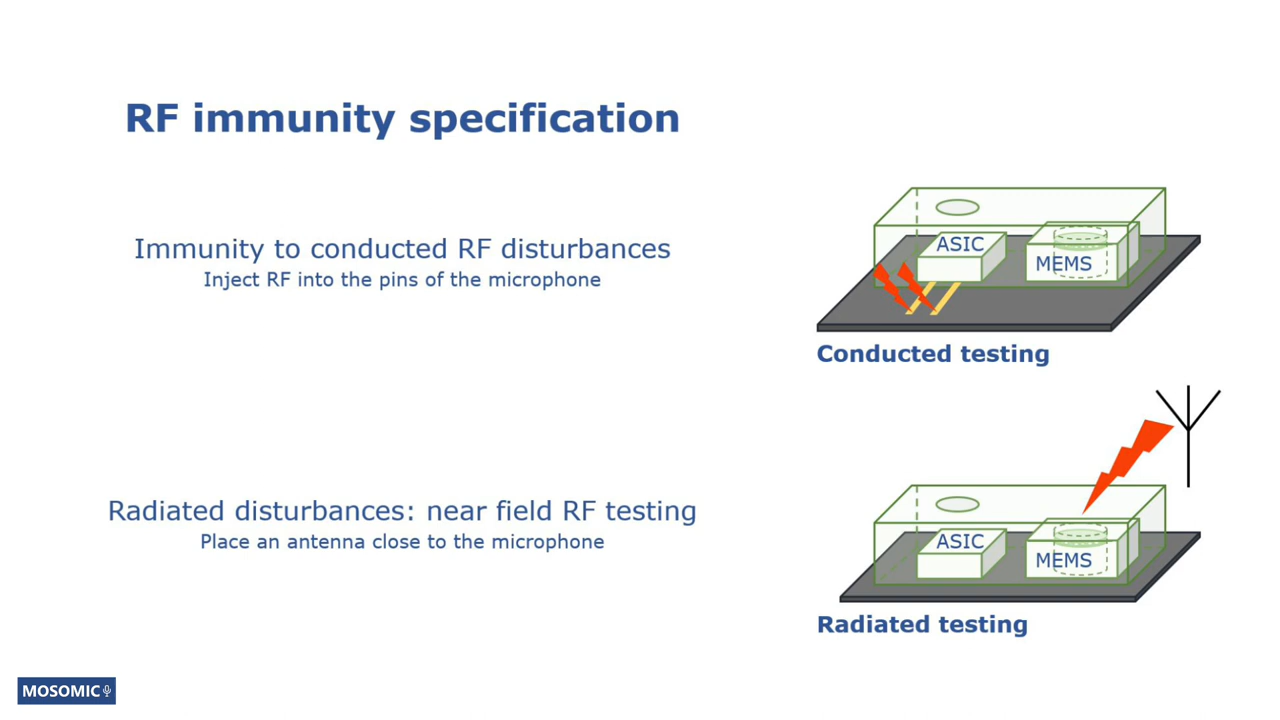 RF immunity specification
Immunity to conducted RF disturbances
Inject RF into the pins of the microphone
ASIC
MEMS
Conducted testing
Radiated disturbances: near field RF testing
Place an antenna close to the microphone
ASIC
MEMS
Radiated testing
MOSOMIC